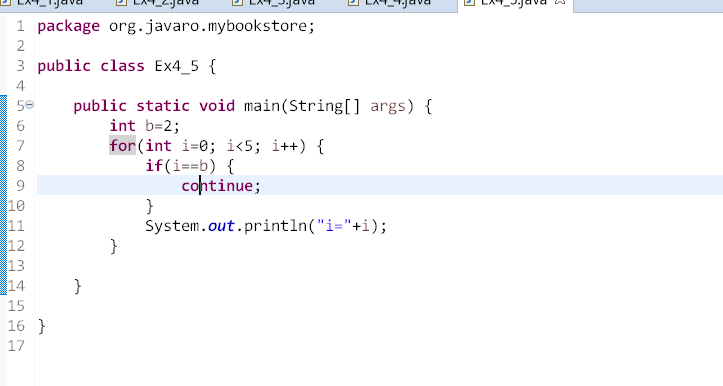 Ex4_1.java Ex4_2.java Ex4_3.java Ex4_4.java Ex4_5.java
1 package org.javaro.mybookstore;
2
3 public class Ex4_5 {
4
5 public static void main(String[] args) {
6 int b=2;
7 for(int i=0; i<5; i++) {
8 if(i==b) {
9 continue;
10 }
11 System.out.println("i="+i);
12 }
13
14 }
15
16 }
17